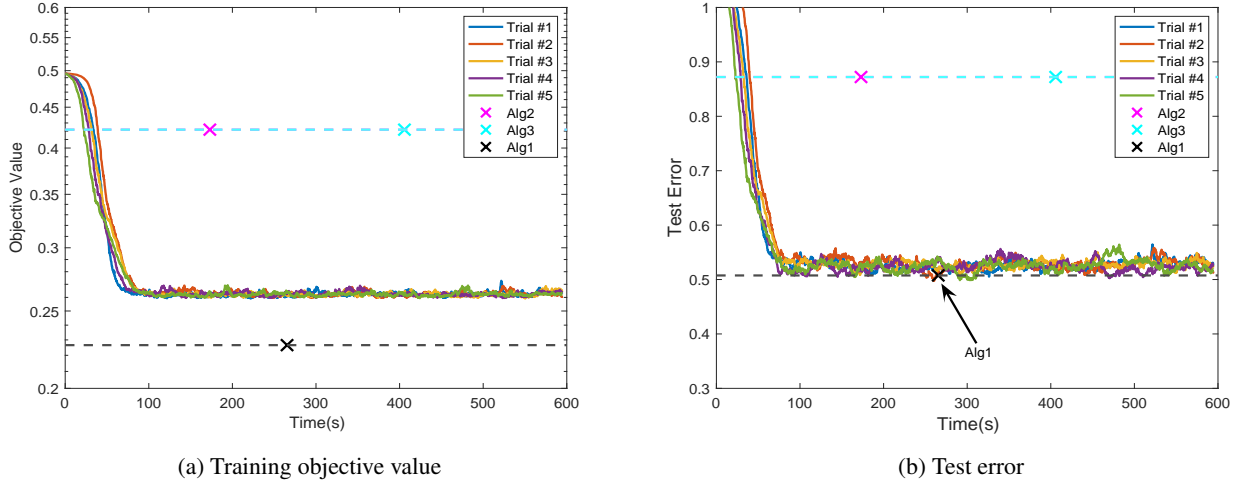 0.6
0.55
0.5
0.45
0.4
0.35
0.3
0.25
0.2
Objective Value
0
100
200
300
400
500
600
Time(s)
Trial #1
Trial #2
Trial #3
Trial #4
Trial #5
Alg2
Alg3
Alg1
(a) Training objective value
1
0.9
0.8
0.7
0.6
0.5
0.4
0.3
Test Error
0
100
200
300
400
500
600
Time(s)
Trial #1
Trial #2
Trial #3
Trial #4
Trial #5
Alg2
Alg3
Alg1
Alg1
(b) Test error